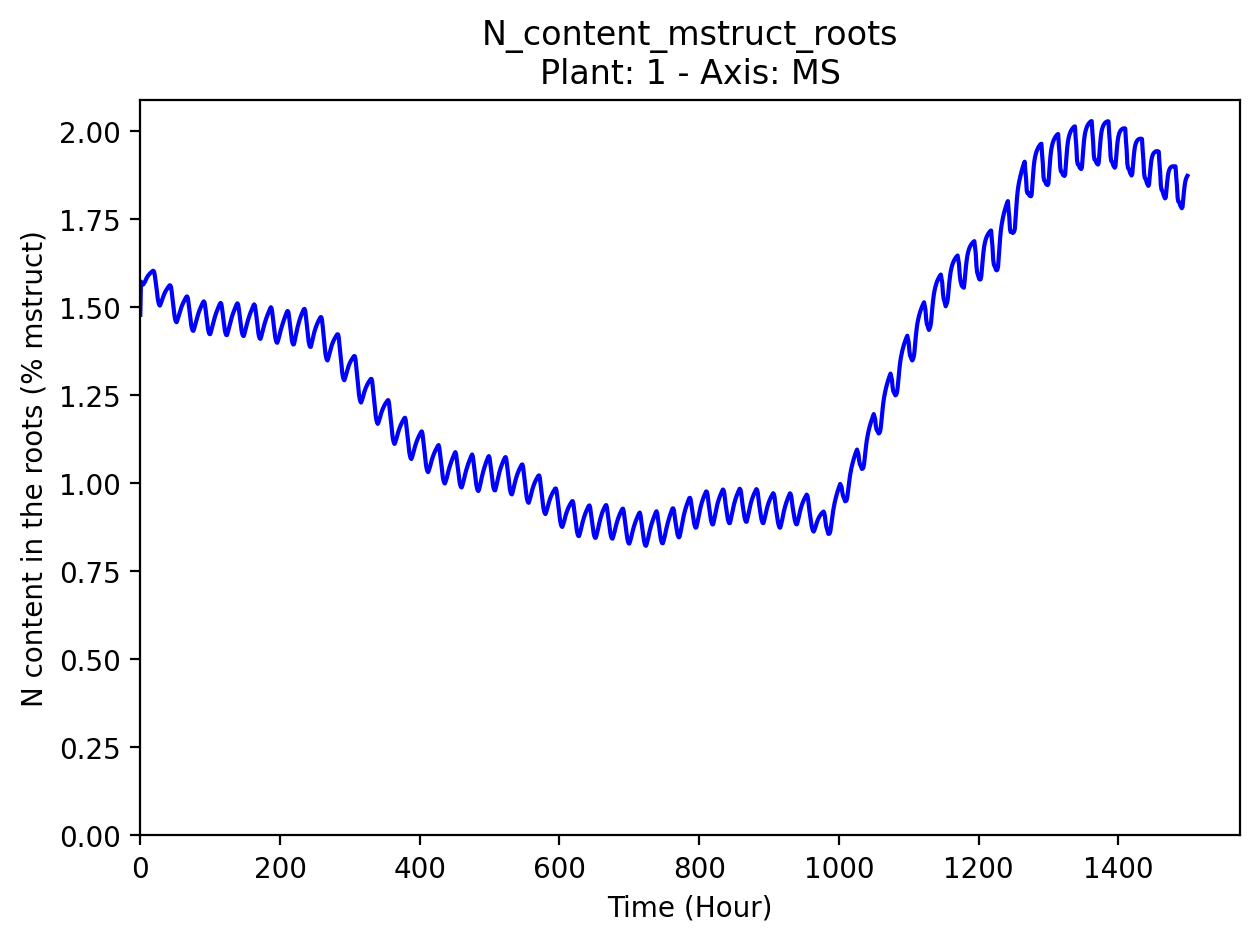 N_content_mstruct_roots
Plant: 1 - Axis: MS
N content in the roots (% mstruct)
2.00
1.75
1.50
1.25
1.00
0.75
0.50
0.25
0.00
0 200 400 600 800 1000 1200 1400
Time (Hour)